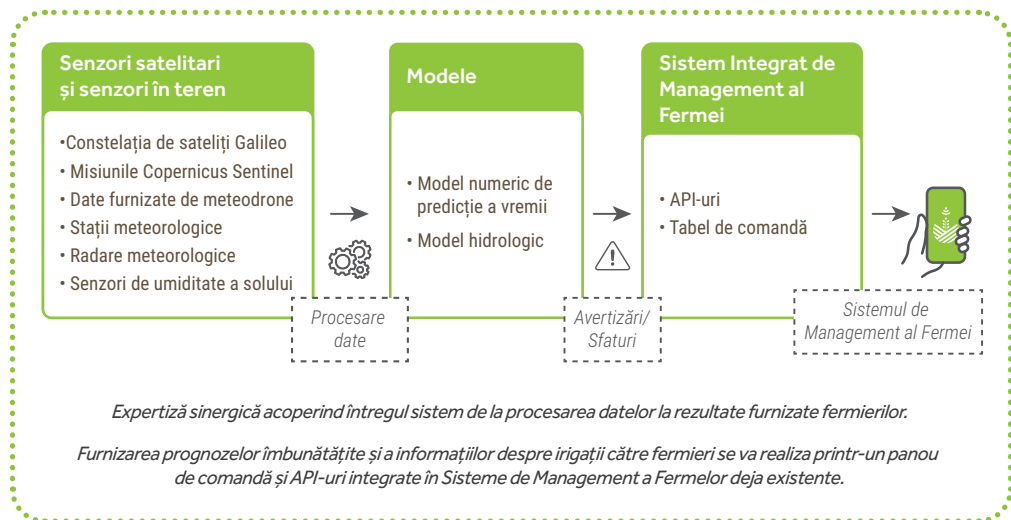 Senzori satelitari
și senzori în teren
•Constelația de sateliți Galileo
• Misiunile Copernicus Sentinel
• Date furnizate de meteodrone
• Stații meteorologice
• Radare meteorologice
• Senzori de umiditate a solului
Procesare
date
Modele
• Model numeric de
predicție a vremii
• Model hidrologic
Avertizări/
Sfaturi
Sistem Integrat de
Management al
Fermei
• API-uri
• Tabel de comandă
Sistemul de
Management al Fermei
Expertiză sinergică acoperind întregul sistem de la procesarea datelor la rezultate furnizate fermierilor.
Furnizarea prognozelor îmbunătățite și a informațiilor despre irigații către fermieri se va realiza printr-un panou
de comandă și API-uri integrate în Sisteme de Management a Fermelor deja existente.